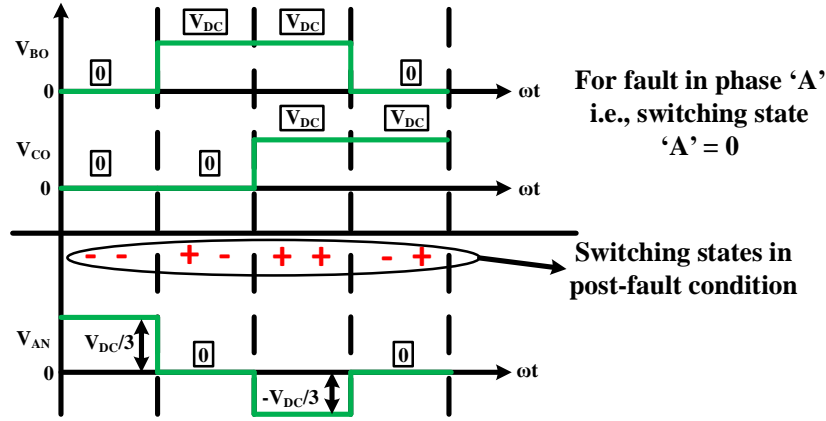 V_DC V_DC
V_BO
0 0
0 ωt
For fault in phase ‘A’
i.e., switching state
‘A’ = 0
V_DC V_DC
V_CO
0 0
0 ωt
- - + - + + - +
Switching states in
post-fault condition
V_AN
V_DC/3
0 0
0 ωt
-V_DC/3